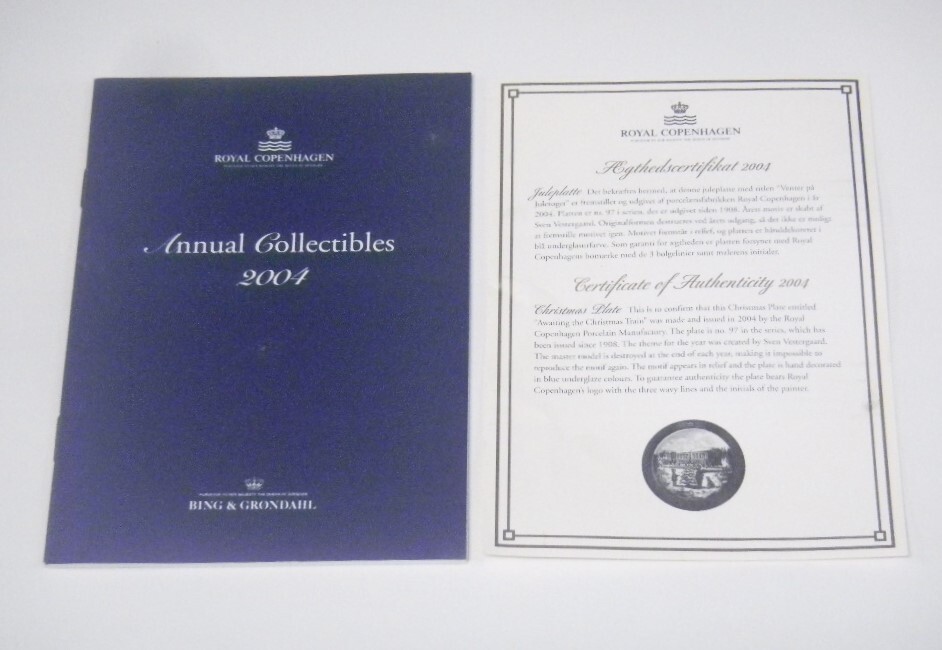 ROYAL COPENHAGEN
Annual Collectibles
2004
BING & GRØNDAHL
ROYAL COPENHAGEN
Ægthedscertifikat 2004
Juleplatte Det bekræftes herved, at denne juleplatte med titlen "Venter på
Juletoget" er fremstillet og udgivet af porcelænsfabrikken Royal Copenhagen i år
2004. Platten er nr. 97 i serien, der er udgivet siden 1908. Årets motiv er skabt af
Sven Vestergaard. Originalformen destrueres ved årets udgang, så det ikke er muligt
at fremstille motivet igen. Motivet fremstår i relief, og platten er hånddekoreret i
blå underglasurfarve. Som garanti for ægtheden er platten forsynet med Royal
Copenhagens bomærke med de 3 bølgelinier samt malerens initialer.
Certificate of Authenticity 2004
Christmas Plate This is to confirm that this Christmas Plate entitled
"Awaiting the Christmas Train" was made and issued in 2004 by the Royal
Copenhagen Porcelain Manufactory. The plate is no. 97 in the series, which has
been issued since 1908. The theme for the year was created by Sven Vestergaard.
The master model is destroyed at the end of each year, making it impossible to
reproduce the motif again. The motif appears in relief and the plate is hand decorated
in blue underglaze colours. To guarantee authenticity the plate bears Royal
Copenhagen's logo with the three wavy lines and the initials of the painter.